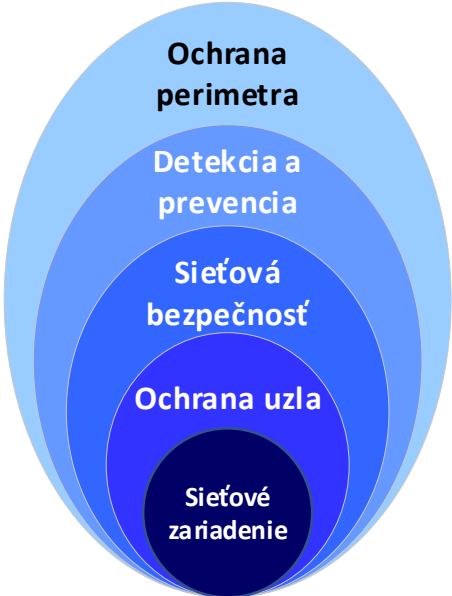 Ochrana
perimetra
Detekcia a
prevencia
Sieťová
bezpečnosť
Ochrana uzla
Sieťové
zariadenie